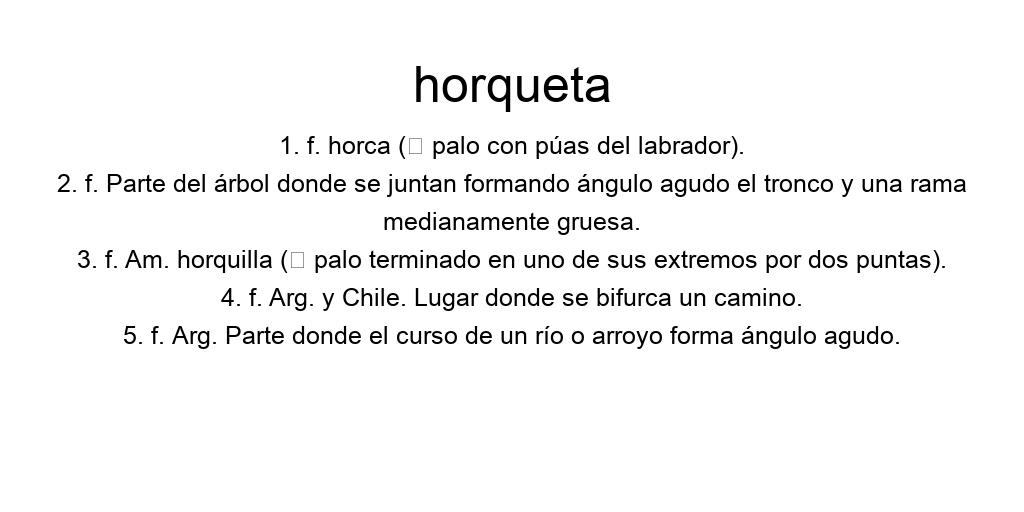 horqueta
1. f. horca (▯ palo con púas del labrador).
2. f. Parte del árbol donde se juntan formando ángulo agudo el tronco y una rama
medianamente gruesa.
3. f. Am. horquilla (▯ palo terminado en uno de sus extremos por dos puntas).
4. f. Arg. y Chile. Lugar donde se bifurca un camino.
5. f. Arg. Parte donde el curso de un río o arroyo forma ángulo agudo.